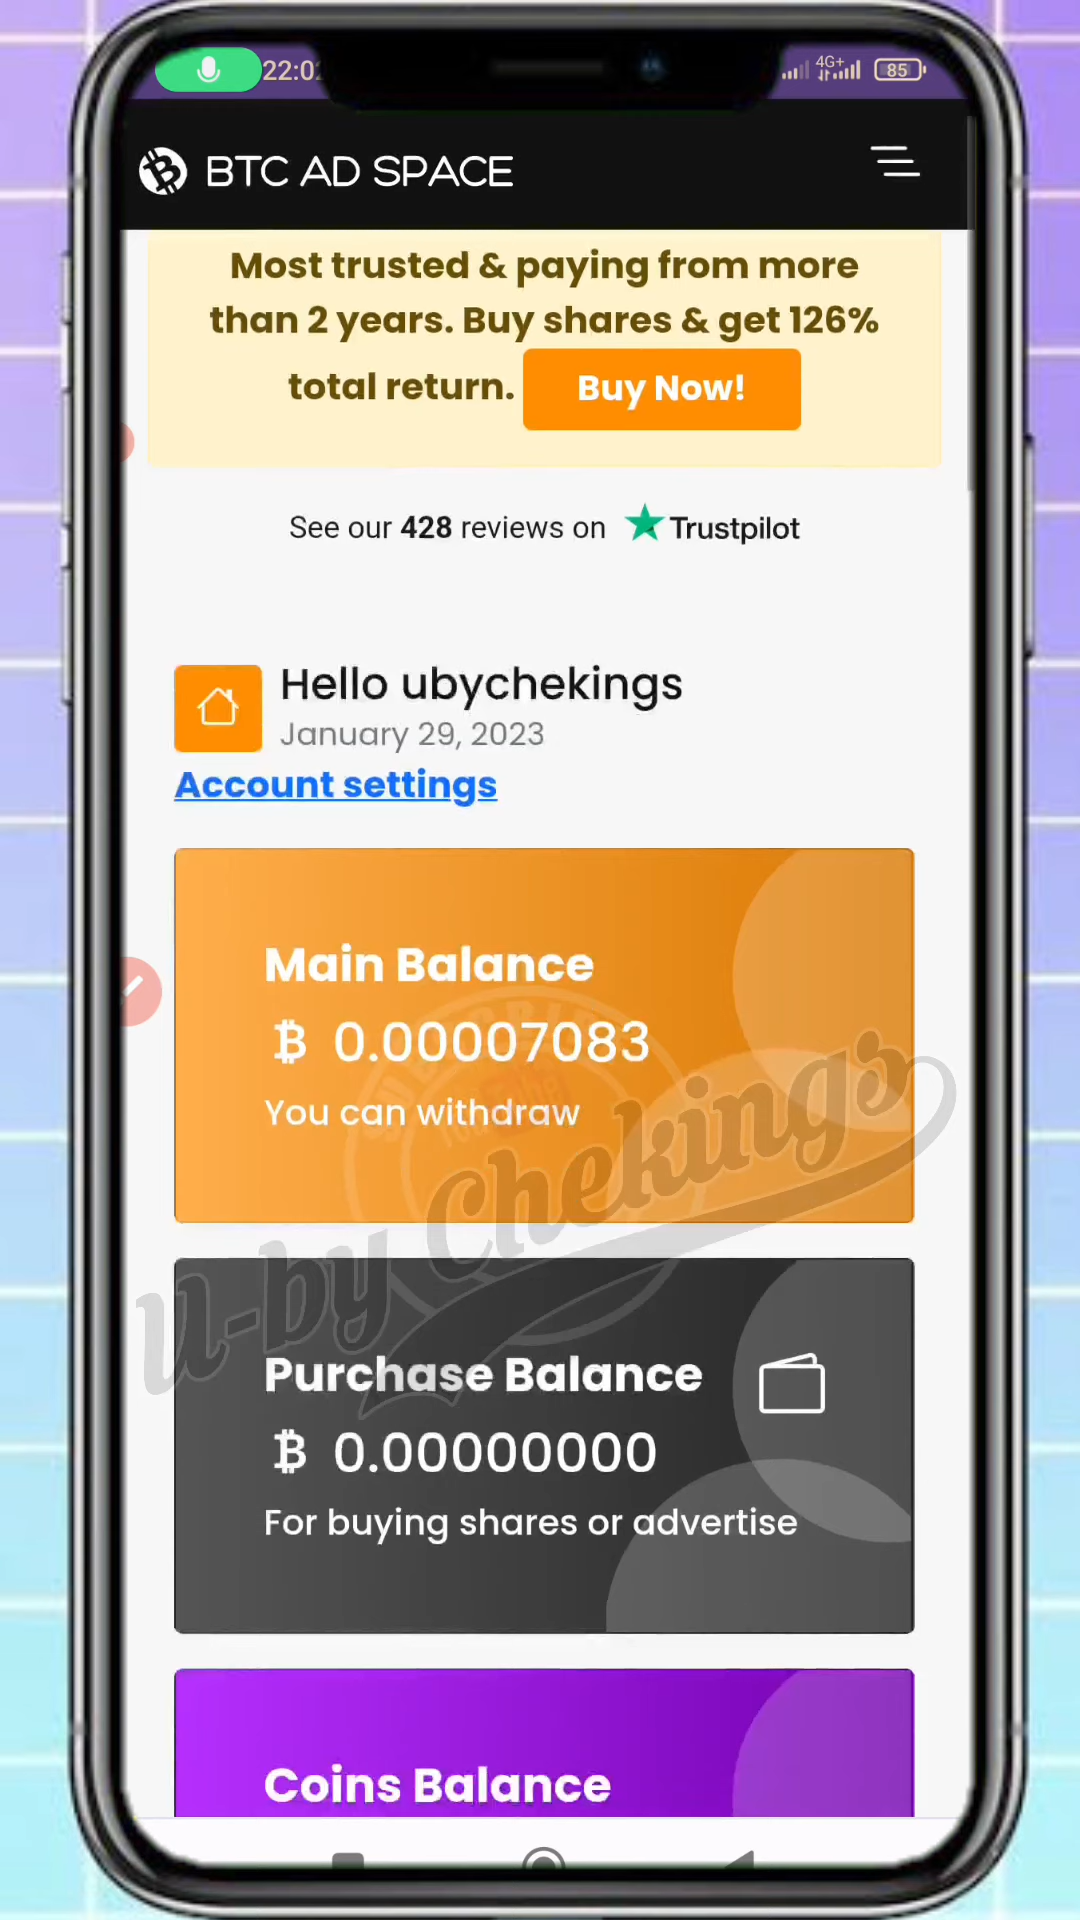 22:02
4G+
85
BTC AD SPACE
Most trusted & paying from more
than 2 years. Buy shares & get 126%
total return. Buy Now!
See our 428 reviews on Trustpilot
Hello ubychekings
January 29, 2023
Account settings
Main Balance
₿ 0.00007083
You can withdraw
U-by Chekings
Purchase Balance
₿ 0.00000000
For buying shares or advertise
Coins Balance